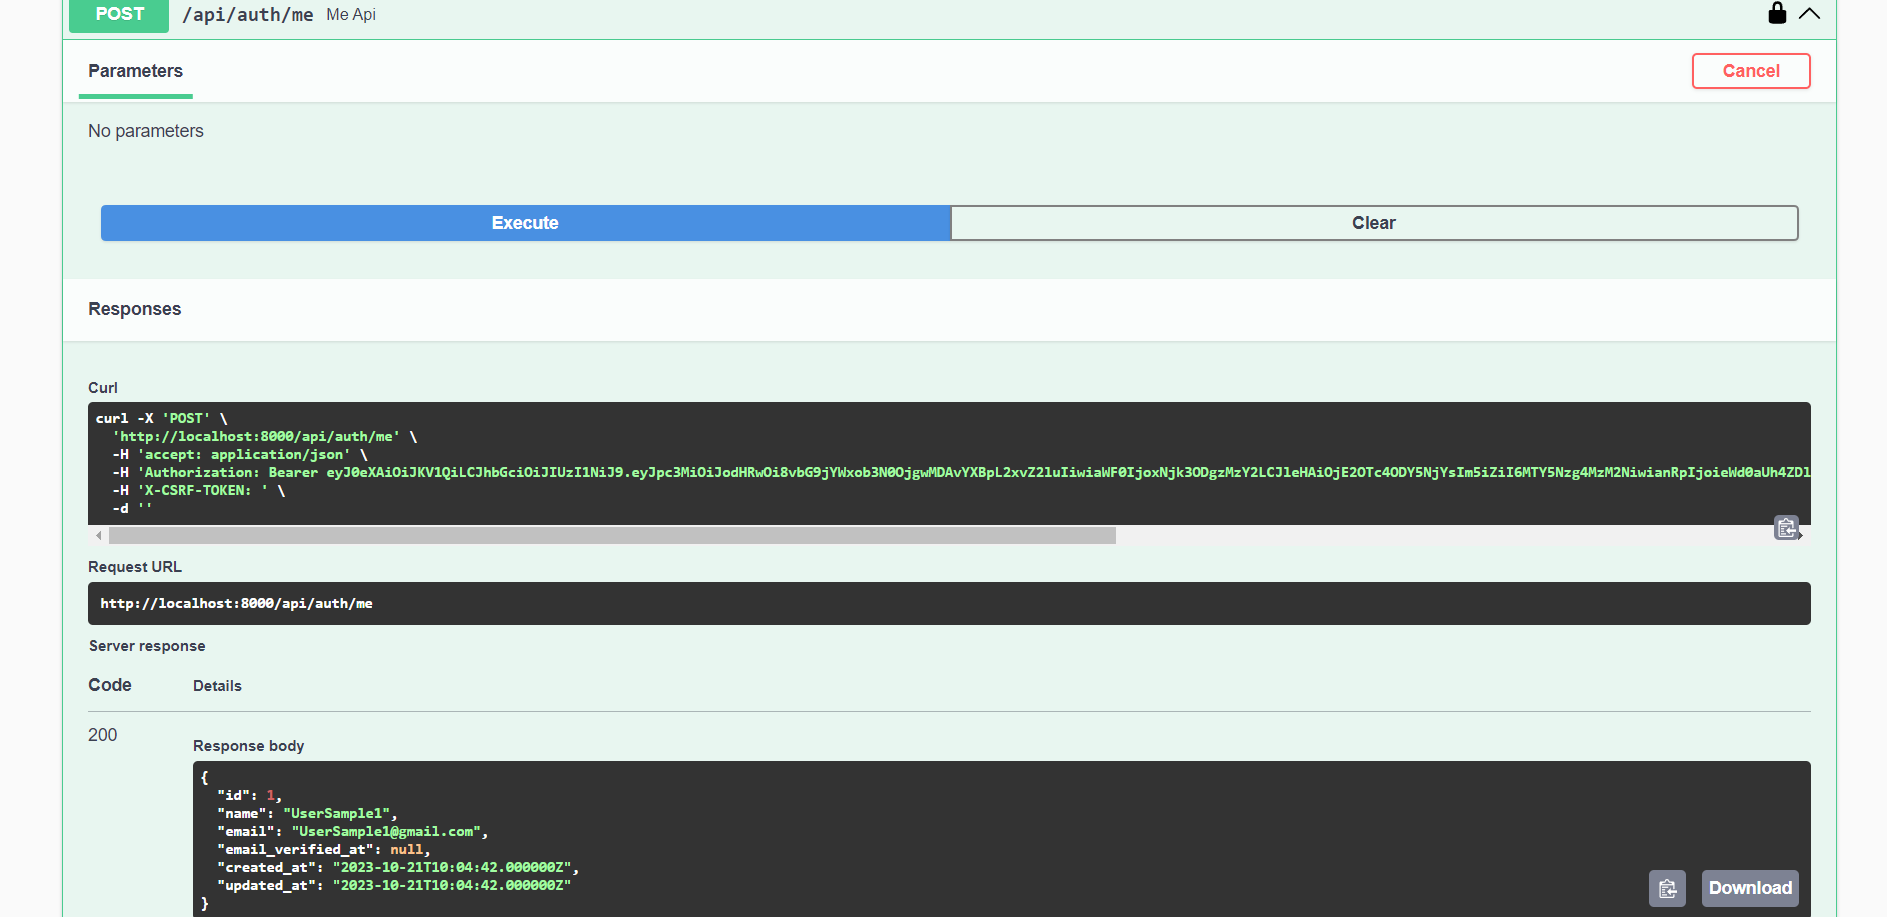 POST /api/auth/me Me Api
Parameters
Cancel
No parameters
Execute
Clear
Responses
Curl
curl -X 'POST' \
'http://localhost:8000/api/auth/me' \
-H 'accept: application/json' \
-H 'Authorization: Bearer eyJ0eXAiOiJKV1QiLCJhbGciOiJIUzI1NiJ9.eyJpc3MiOiJodHRwOi8vbG9jYWxob3N0OjgwMDAvYXBpL2xvZ2luIiwiaWF0IjoxNjk3ODgzMzY2LCJleHAiOjE2OTc4ODY5NjYsIm5iZiI6MTY5Nzg4MzM2NiwianRpIjoieWd0aUh4ZDl
-H 'X-CSRF-TOKEN: ' \
-d ''
Request URL
http://localhost:8000/api/auth/me
Server response
Code Details
200
Response body
{
"id": 1,
"name": "UserSample1",
"email": "UserSample1@gmail.com",
"email_verified_at": null,
"created_at": "2023-10-21T10:04:42.000000Z",
"updated_at": "2023-10-21T10:04:42.000000Z"
}
Download